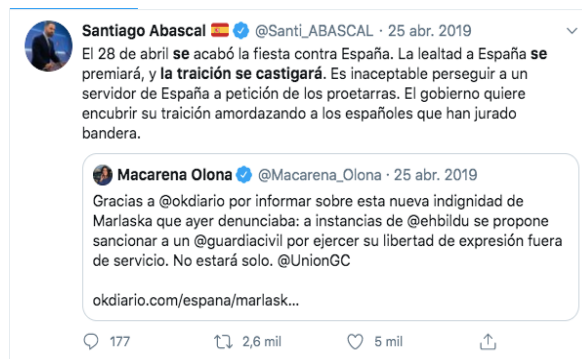 Santiago Abascal 🇪🇸 @Santi_ABASCAL · 25 abr. 2019
El 28 de abril se acabó la fiesta contra España. La lealtad a España se
premiará, y la traición se castigará. Es inaceptable perseguir a un
servidor de España a petición de los proetarras. El gobierno quiere
encubrir su traición amordazando a los españoles que han jurado
bandera.
Macarena Olona @Macarena_Olona · 25 abr. 2019
Gracias a @okdiario por informar sobre esta nueva indignidad de
Marlaska que ayer denunciaba: a instancias de @ehbildu se propone
sancionar a un @guardiacivil por ejercer su libertad de expresión fuera
de servicio. No estará solo. @UnionGC
okdiario.com/espana/marlask...
177 2,6 mil 5 mil